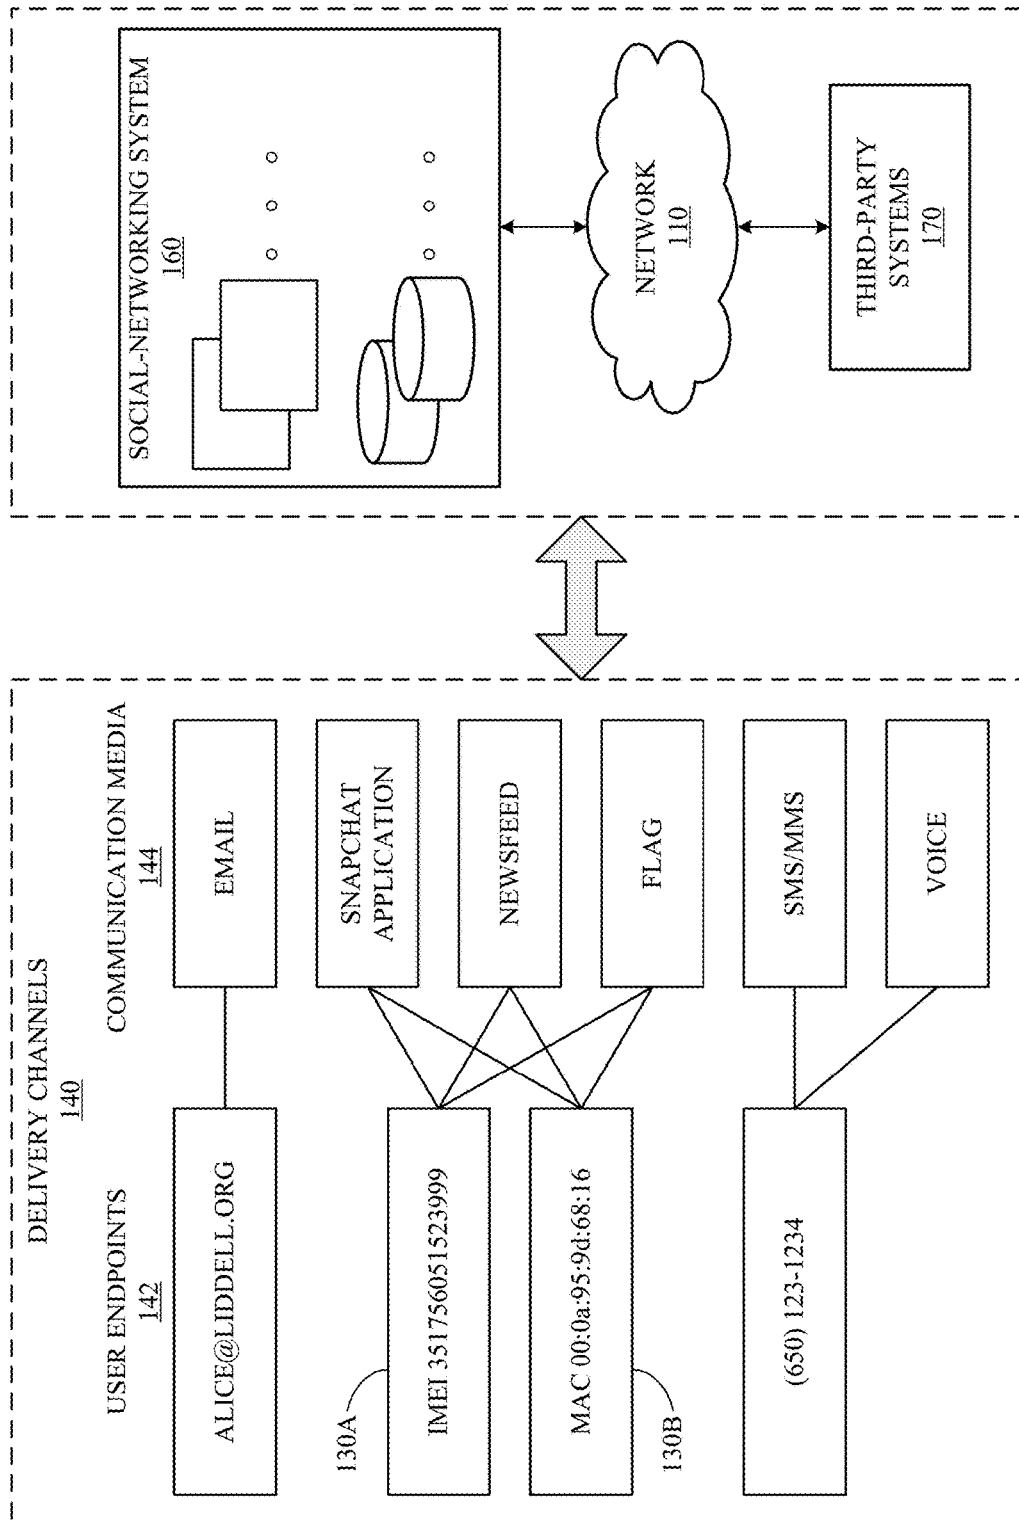 DELIVERY CHANNELS
140
USER ENDPOINTS
142
COMMUNICATION MEDIA
144
ALICE@LIDDELL.ORG
EMAIL
130A
IMEI 351756051523999
SNAPCHAT
APPLICATION
MAC 00:0a:95:9d:68:16
130B
NEWSFEED
FLAG
(650) 123-1234
SMS/MMS
VOICE
SOCIAL-NETWORKING SYSTEM
160
NETWORK
110
THIRD-PARTY
SYSTEMS
170